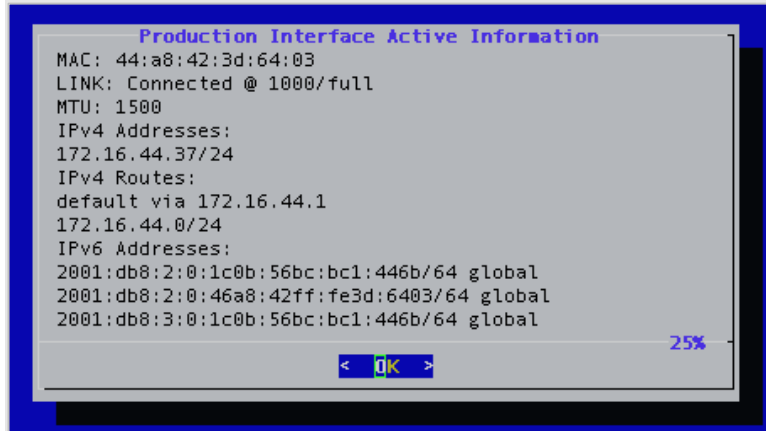 Production Interface Active Information
MAC: 44:a8:42:3d:64:03
LINK: Connected @ 1000/full
MTU: 1500
IPv4 Addresses:
172.16.44.37/24
IPv4 Routes:
default via 172.16.44.1
172.16.44.0/24
IPv6 Addresses:
2001:db8:2:0:1c0b:56bc:bc1:446b/64 global
2001:db8:2:0:46a8:42ff:fe3d:6403/64 global
2001:db8:3:0:1c0b:56bc:bc1:446b/64 global
25%
< OK >